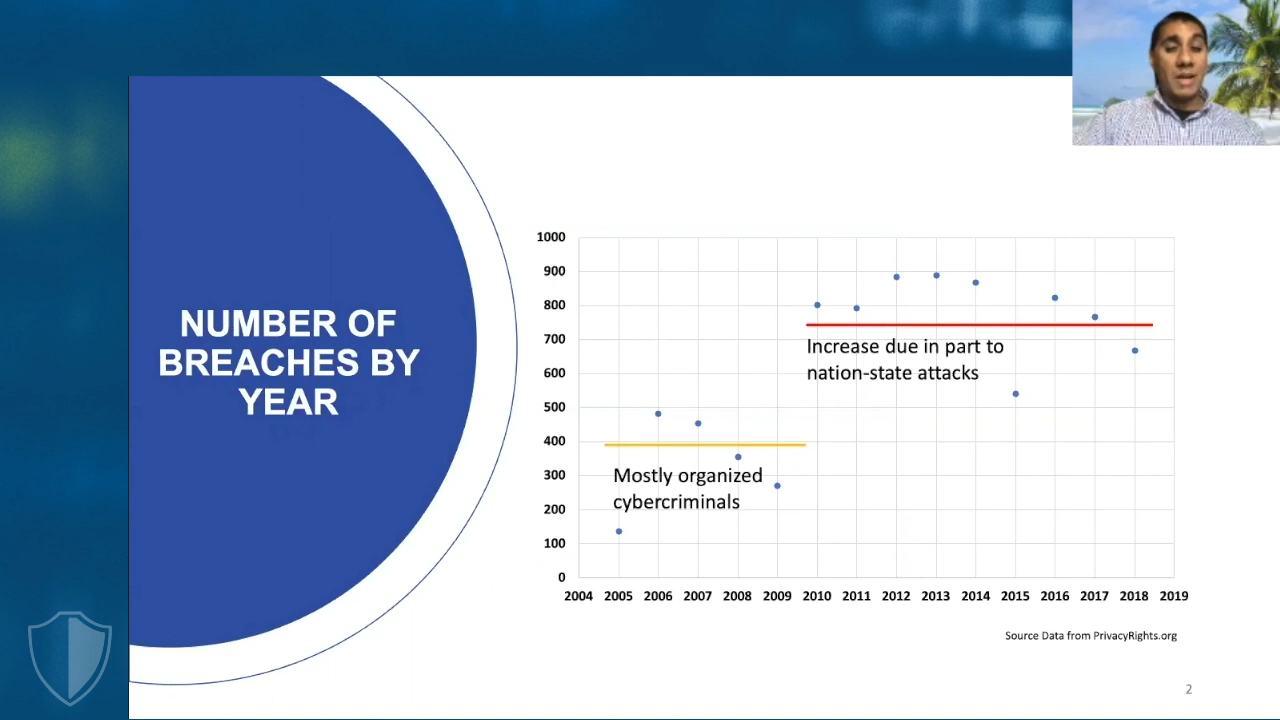 NUMBER OF
BREACHES BY
YEAR
1000
900
800
700
600
500
400
300
200
100
0
Increase due in part to
nation-state attacks
Mostly organized
cybercriminals
2004 2005 2006 2007 2008 2009 2010 2011 2012 2013 2014 2015 2016 2017 2018 2019
Source Data from PrivacyRights.org
2